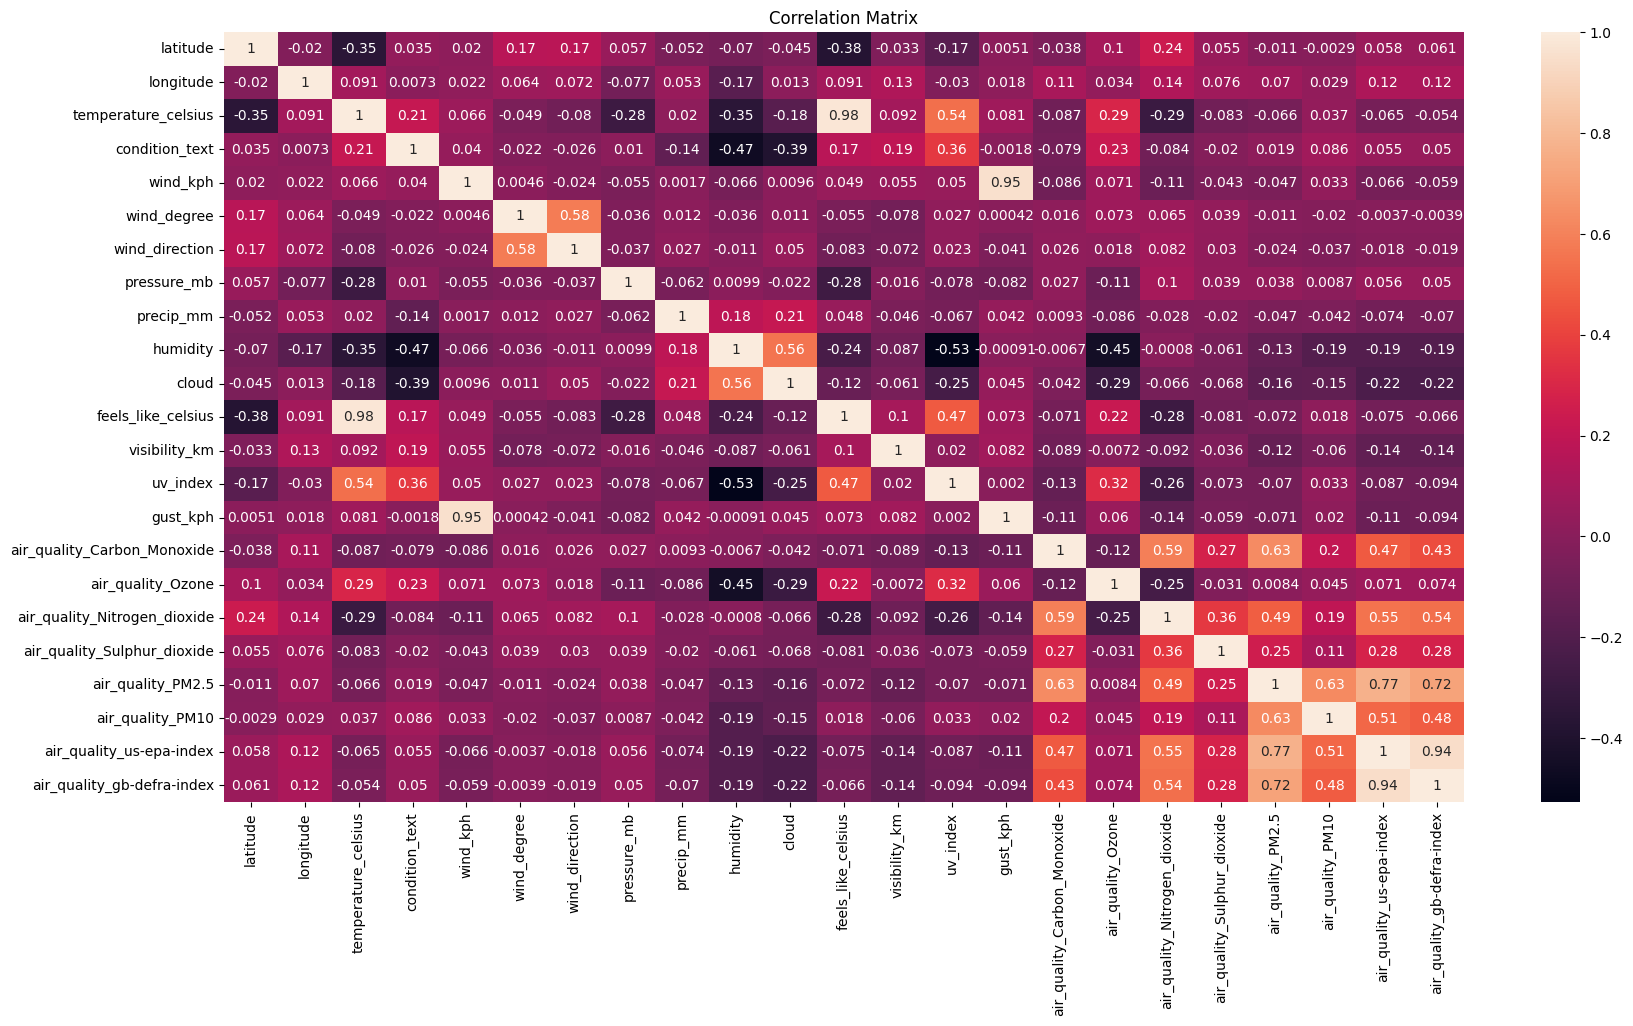 Correlation Matrix
latitude 1 -0.02 -0.35 0.035 0.02 0.17 0.17 0.057 -0.052 -0.07 -0.045 -0.38 -0.033 -0.17 0.0051 -0.038 0.1 0.24 0.055 -0.011 -0.0029 0.058 0.061
longitude -0.02 1 0.091 0.0073 0.022 0.064 0.072 -0.077 0.053 -0.17 0.013 0.091 0.13 -0.03 0.018 0.11 0.034 0.14 0.076 0.07 0.029 0.12 0.12
temperature_celsius -0.35 0.091 1 0.21 0.066 -0.049 -0.08 -0.28 0.02 -0.35 -0.18 0.98 0.092 0.54 0.081 -0.087 0.29 -0.29 -0.083 -0.066 0.037 -0.065 -0.054
condition_text 0.035 0.0073 0.21 1 0.04 -0.022 -0.026 0.01 -0.14 -0.47 -0.39 0.17 0.19 0.36 -0.0018 -0.079 0.23 -0.084 -0.02 0.019 0.086 0.055 0.05
wind_kph 0.02 0.022 0.066 0.04 1 0.0046 -0.024 -0.055 0.0017 -0.066 0.0096 0.049 0.055 0.05 0.95 -0.086 0.071 -0.11 -0.043 -0.047 0.033 -0.066 -0.059
wind_degree 0.17 0.064 -0.049 -0.022 0.0046 1 0.58 -0.036 0.012 -0.036 0.011 -0.055 -0.078 0.027 0.00042 0.016 0.073 0.065 0.039 -0.011 -0.02 -0.0037 -0.0039
wind_direction 0.17 0.072 -0.08 -0.026 -0.024 0.58 1 -0.037 0.027 -0.011 0.05 -0.083 -0.072 0.023 -0.041 0.026 0.018 0.082 0.03 -0.024 -0.037 -0.018 -0.019
pressure_mb 0.057 -0.077 -0.28 0.01 -0.055 -0.036 -0.037 1 -0.062 0.0099 -0.022 -0.28 -0.016 -0.078 -0.082 0.027 -0.11 0.1 0.039 0.038 0.0087 0.056 0.05
precip_mm -0.052 0.053 0.02 -0.14 0.0017 0.012 0.027 -0.062 1 0.18 0.21 0.048 -0.046 -0.067 0.042 0.0093 -0.086 -0.028 -0.02 -0.047 -0.042 -0.074 -0.07
humidity -0.07 -0.17 -0.35 -0.47 -0.066 -0.036 -0.011 0.0099 0.18 1 0.56 -0.24 -0.087 -0.53 -0.00091 -0.0067 -0.45 -0.0008 -0.061 -0.13 -0.19 -0.19 -0.19
cloud -0.045 0.013 -0.18 -0.39 0.0096 0.011 0.05 -0.022 0.21 0.56 1 -0.12 -0.061 -0.25 0.045 -0.042 -0.29 -0.066 -0.068 -0.16 -0.15 -0.22 -0.22
feels_like_celsius -0.38 0.091 0.98 0.17 0.049 -0.055 -0.083 -0.28 0.048 -0.24 -0.12 1 0.1 0.47 0.073 -0.071 0.22 -0.28 -0.081 -0.072 0.018 -0.075 -0.066
visibility_km -0.033 0.13 0.092 0.19 0.055 -0.078 -0.072 -0.016 -0.046 -0.087 -0.061 0.1 1 0.02 0.082 -0.089 -0.0072 -0.092 -0.036 -0.12 -0.06 -0.14 -0.14
uv_index -0.17 -0.03 0.54 0.36 0.05 0.027 0.023 -0.078 -0.067 -0.53 -0.25 0.47 0.02 1 0.002 -0.13 0.32 -0.26 -0.073 -0.07 0.033 -0.087 -0.094
gust_kph 0.0051 0.018 0.081 -0.0018 0.95 0.00042 -0.041 -0.082 0.042 -0.00091 0.045 0.073 0.082 0.002 1 -0.11 0.06 -0.14 -0.059 -0.071 0.02 -0.11 -0.094
air_quality_Carbon_Monoxide -0.038 0.11 -0.087 -0.079 -0.086 0.016 0.026 0.027 0.0093 -0.0067 -0.042 -0.071 -0.089 -0.13 -0.11 1 -0.12 0.59 0.27 0.63 0.2 0.47 0.43
air_quality_Ozone 0.1 0.034 0.29 0.23 0.071 0.073 0.018 -0.11 -0.086 -0.45 -0.29 0.22 -0.0072 0.32 0.06 -0.12 1 -0.25 -0.031 0.0084 0.045 0.071 0.074
air_quality_Nitrogen_dioxide 0.24 0.14 -0.29 -0.084 -0.11 0.065 0.082 0.1 -0.028 -0.0008 -0.066 -0.28 -0.092 -0.26 -0.14 0.59 -0.25 1 0.36 0.49 0.19 0.55 0.54
air_quality_Sulphur_dioxide 0.055 0.076 -0.083 -0.02 -0.043 0.039 0.03 0.039 -0.02 -0.061 -0.068 -0.081 -0.036 -0.073 -0.059 0.27 -0.031 0.36 1 0.25 0.11 0.28 0.28
air_quality_PM2.5 -0.011 0.07 -0.066 0.019 -0.047 -0.011 -0.024 0.038 -0.047 -0.13 -0.16 -0.072 -0.12 -0.07 -0.071 0.63 0.0084 0.49 0.25 1 0.63 0.77 0.72
air_quality_PM10 -0.0029 0.029 0.037 0.086 0.033 -0.02 -0.037 0.0087 -0.042 -0.19 -0.15 0.018 -0.06 0.033 0.02 0.2 0.045 0.19 0.11 0.63 1 0.51 0.48
air_quality_us-epa-index 0.058 0.12 -0.065 0.055 -0.066 -0.0037 -0.018 0.056 -0.074 -0.19 -0.22 -0.075 -0.14 -0.087 -0.11 0.47 0.071 0.55 0.28 0.77 0.51 1 0.94
air_quality_gb-defra-index 0.061 0.12 -0.054 0.05 -0.059 -0.0039 -0.019 0.05 -0.07 -0.19 -0.22 -0.066 -0.14 -0.094 -0.094 0.43 0.074 0.54 0.28 0.72 0.48 0.94 1
latitude
longitude
temperature_celsius
condition_text
wind_kph
wind_degree
wind_direction
pressure_mb
precip_mm
humidity
cloud
feels_like_celsius
visibility_km
uv_index
gust_kph
air_quality_Carbon_Monoxide
air_quality_Ozone
air_quality_Nitrogen_dioxide
air_quality_Sulphur_dioxide
air_quality_PM2.5
air_quality_PM10
air_quality_us-epa-index
air_quality_gb-defra-index
1.0
0.8
0.6
0.4
0.2
0.0
−0.2
−0.4